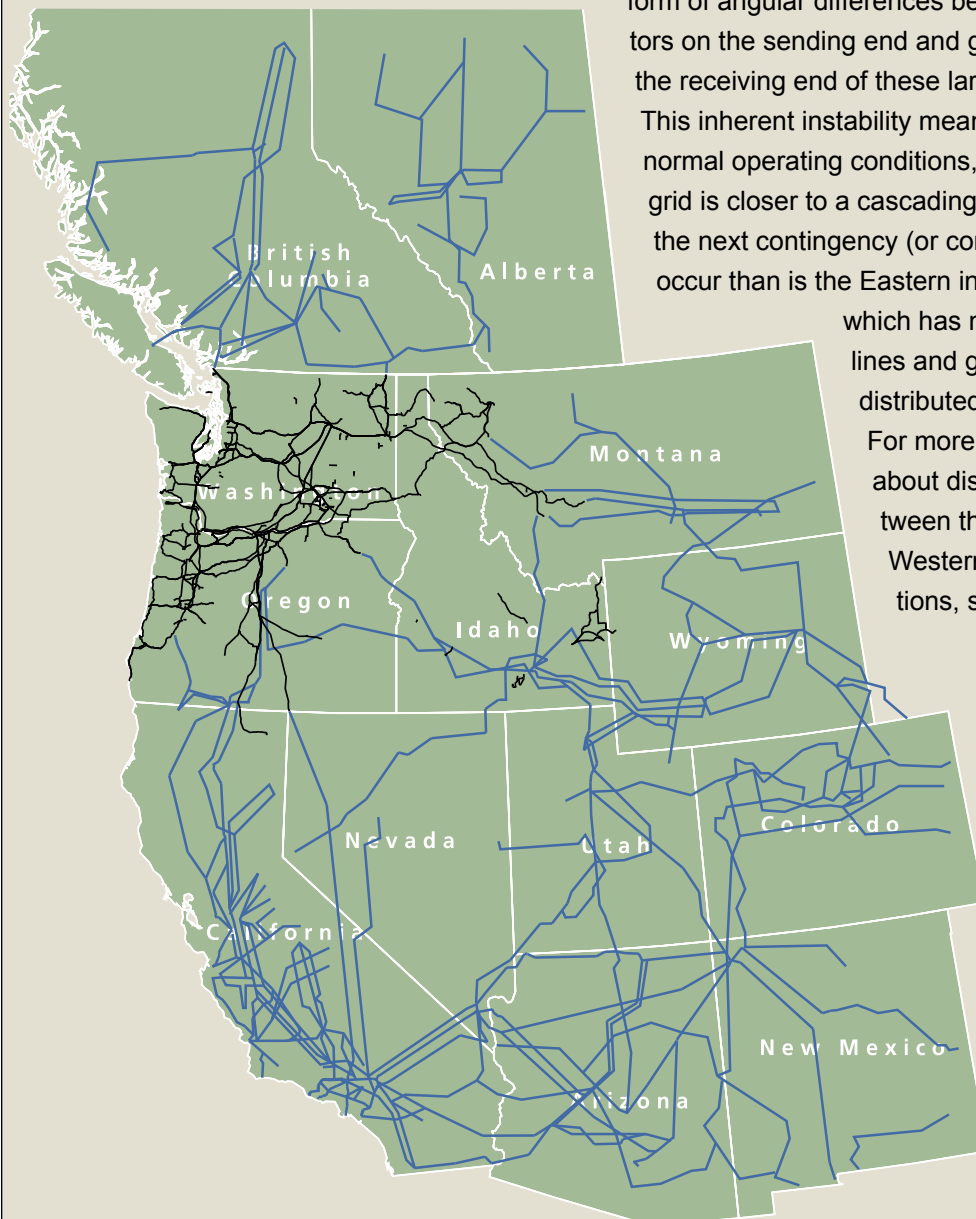 form of angular differences be
tors on the sending end and g
the receiving end of these lar
This inherent instability mean
normal operating conditions,
grid is closer to a cascading
the next contingency (or cor
occur than is the Eastern in
which has r
lines and g
distributed
For more
about dis
tween th
Western
tions, s
British
Columbia
Alberta
Montana
Washington
Oregon
Idaho
Wyoming
Nevada
Utah
Colorado
California
New Mexico
Arizona